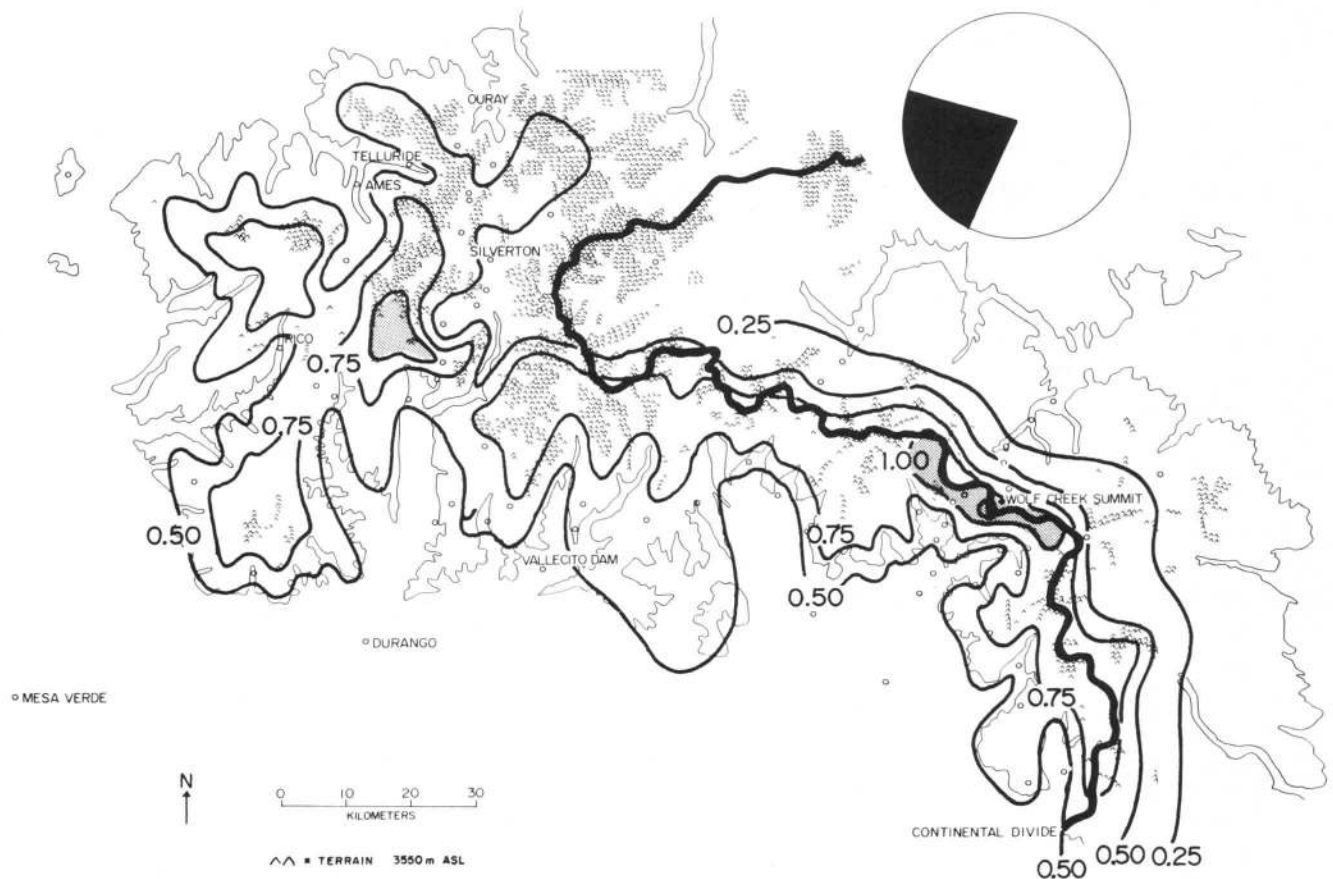 OURAY
TELLURIDE
AMES
SILVERTON
0.25
RICO
0.75
0.75
1.00
WOLF CREEK SUMMIT
0.50
0.75
VALLECITO DAM
0.50
DURANGO
MESA VERDE
0.75
N
0 10 20 30
KILOMETERS
CONTINENTAL DIVIDE
TERRAIN 3550 m ASL
0.50 0.50 0.25